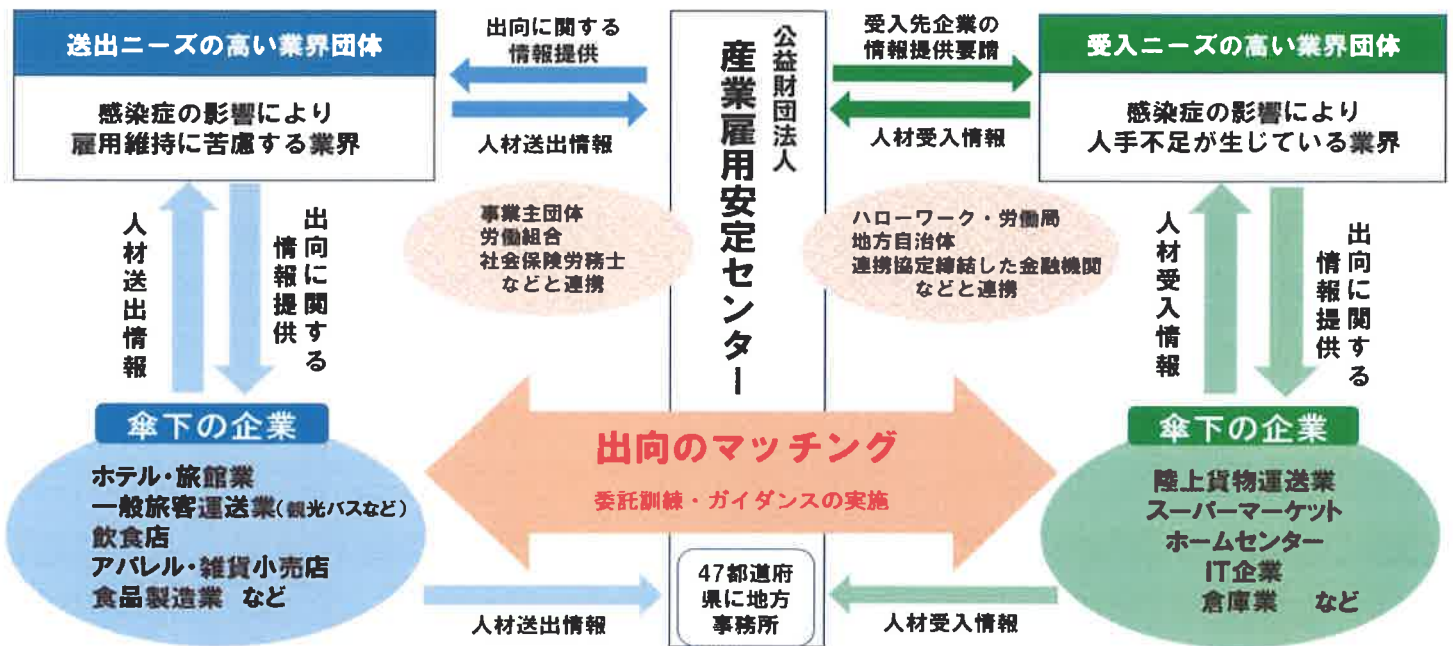 送出ニーズの高い業界団体
感染症の影響により
雇用維持に苦慮する業界
出向に関する
情報提供
人材送出情報
公益財団法人
産業雇用安定センター
受入先企業の
情報提供要請
人材受入情報
受入ニーズの高い業界団体
感染症の影響により
人手不足が生じている業界
事業主団体
労働組合
社会保険労務士
などと連携
ハローワーク・労働局
地方自治体
連携協定締結した金融機関
などと連携
人材送出情報
出向に関する
情報提供
人材受入情報
出向に関する
情報提供
傘下の企業
ホテル・旅館業
一般旅客運送業(観光バスなど)
飲食店
アパレル・雑貨小売店
食品製造業 など
出向のマッチング
委託訓練・ガイダンスの実施
傘下の企業
陸上貨物運送業
スーパーマーケット
ホームセンター
IT企業
倉庫業 など
人材送出情報
47都道府
県に地方
事務所
人材受入情報